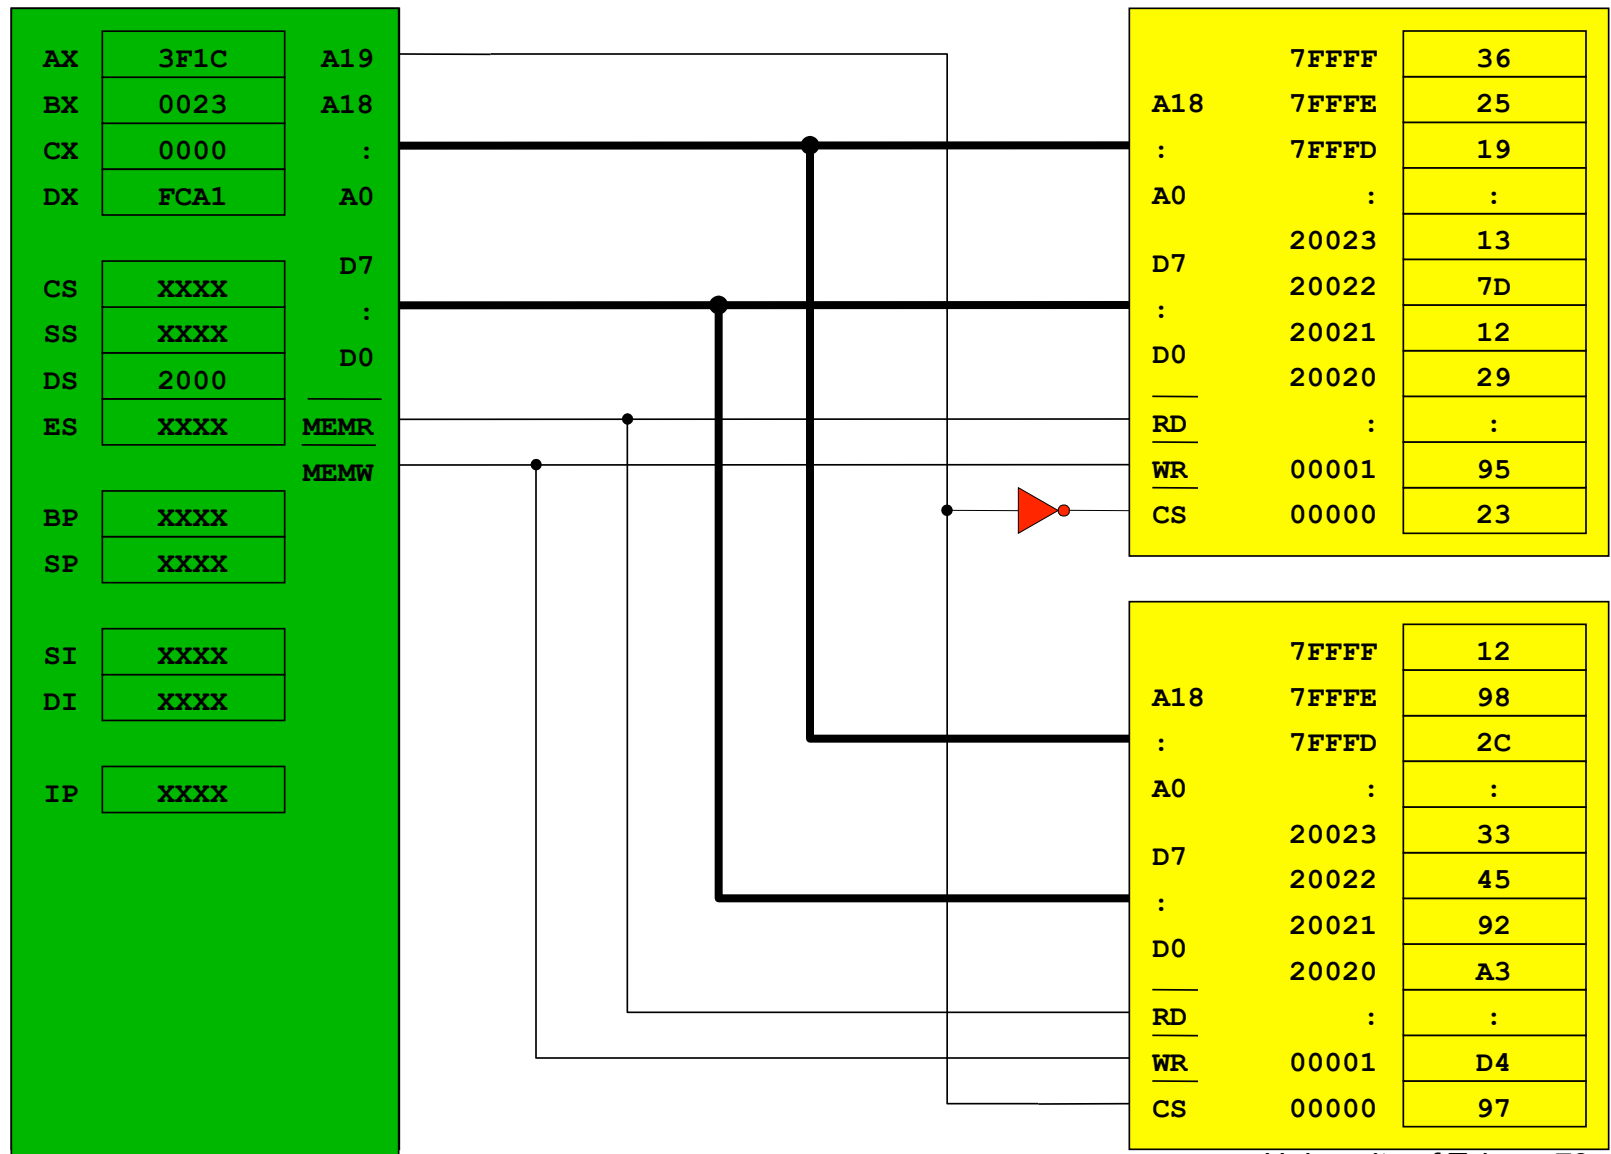 AX 3F1C A19
BX 0023 A18
CX 0000 :
DX FCA1 A0
D7
CS XXXX
:
SS XXXX
D0
DS 2000
ES XXXX MEMR
MEMW
BP XXXX
SP XXXX
SI XXXX
DI XXXX
IP XXXX
7FFFF 36
A18 7FFFE 25
: 7FFFD 19
A0 : :
20023 13
D7
20022 7D
:
20021 12
D0
20020 29
RD : :
WR 00001 95
CS 00000 23
7FFFF 12
A18 7FFFE 98
: 7FFFD 2C
A0 : :
20023 33
D7
20022 45
:
20021 92
D0
20020 A3
RD : :
WR 00001 D4
CS 00000 97